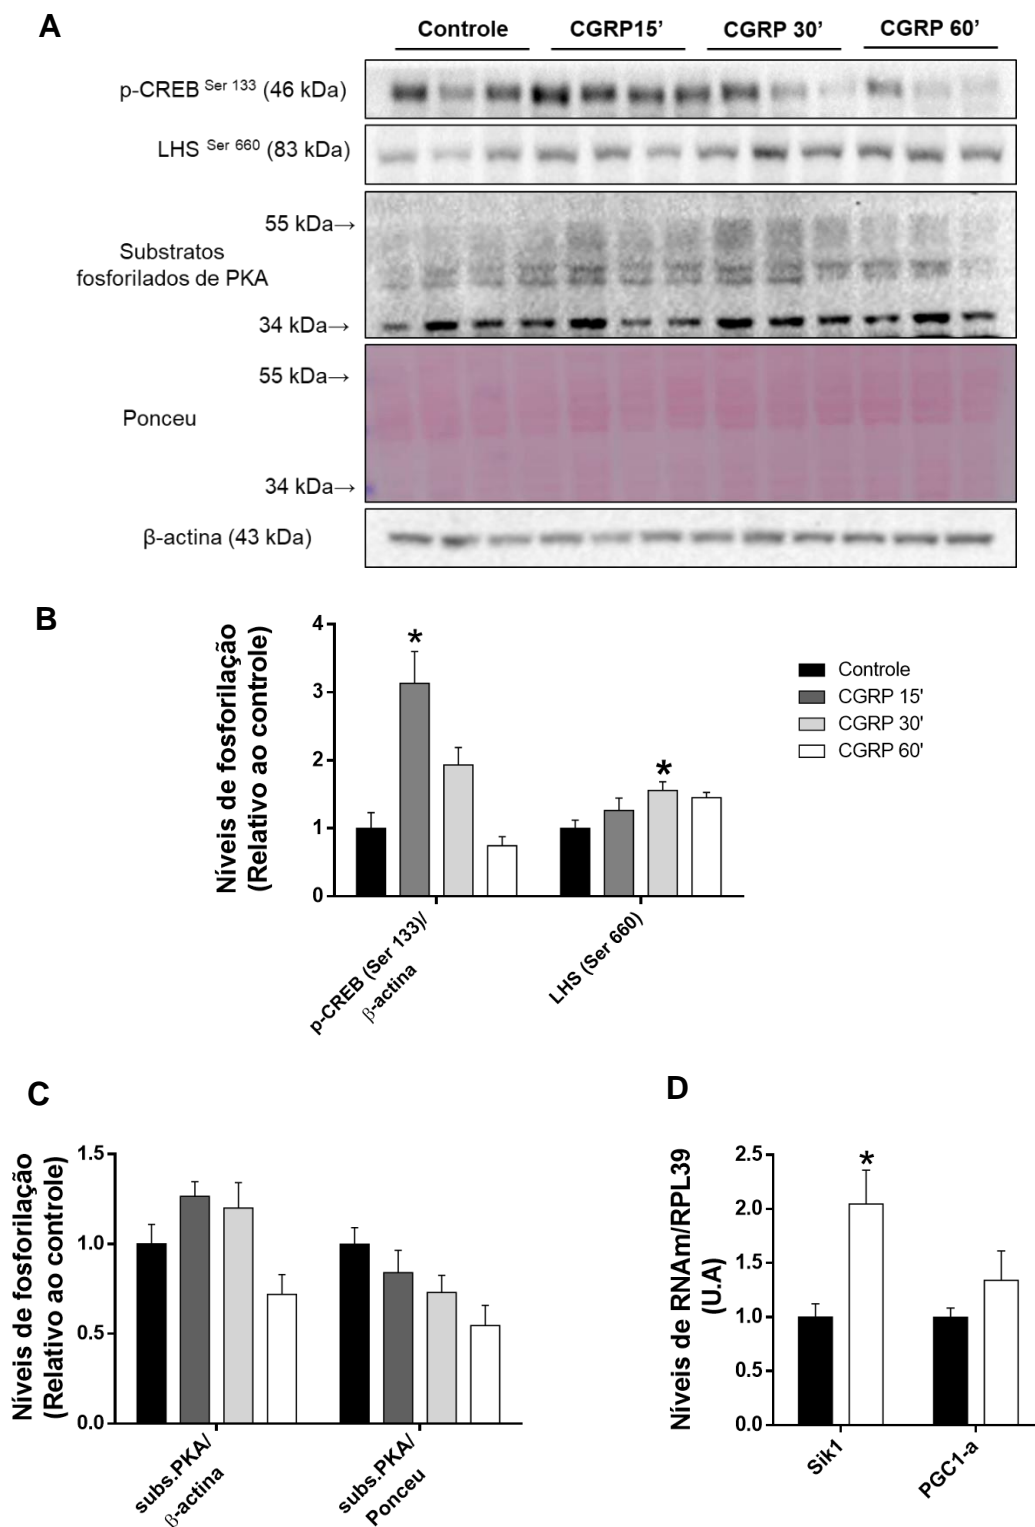 A
Controle CGRP15’ CGRP 30’ CGRP 60’
p-CREB Ser 133 (46 kDa)
LHS Ser 660 (83 kDa)
55 kDa→
Substratos
fosforilados de PKA
34 kDa→
55 kDa→
Ponceu
34 kDa→
β-actina (43 kDa)
B
Níveis de fosforilação
(Relativo ao controle)
4
3
2
1
0
*
*
p-CREB (Ser 133)/
β-actina
LHS (Ser 660)
Controle
CGRP 15'
CGRP 30'
CGRP 60'
C
Níveis de fosforilação
(Relativo ao controle)
1.5
1.0
0.5
0.0
subs.PKA/
β-actina
subs.PKA/
Ponceu
D
Níveis de RNAm/RPL39
(U.A)
2.5
2.0
1.5
1.0
0.5
0.0
*
Sik1
PGC1-a